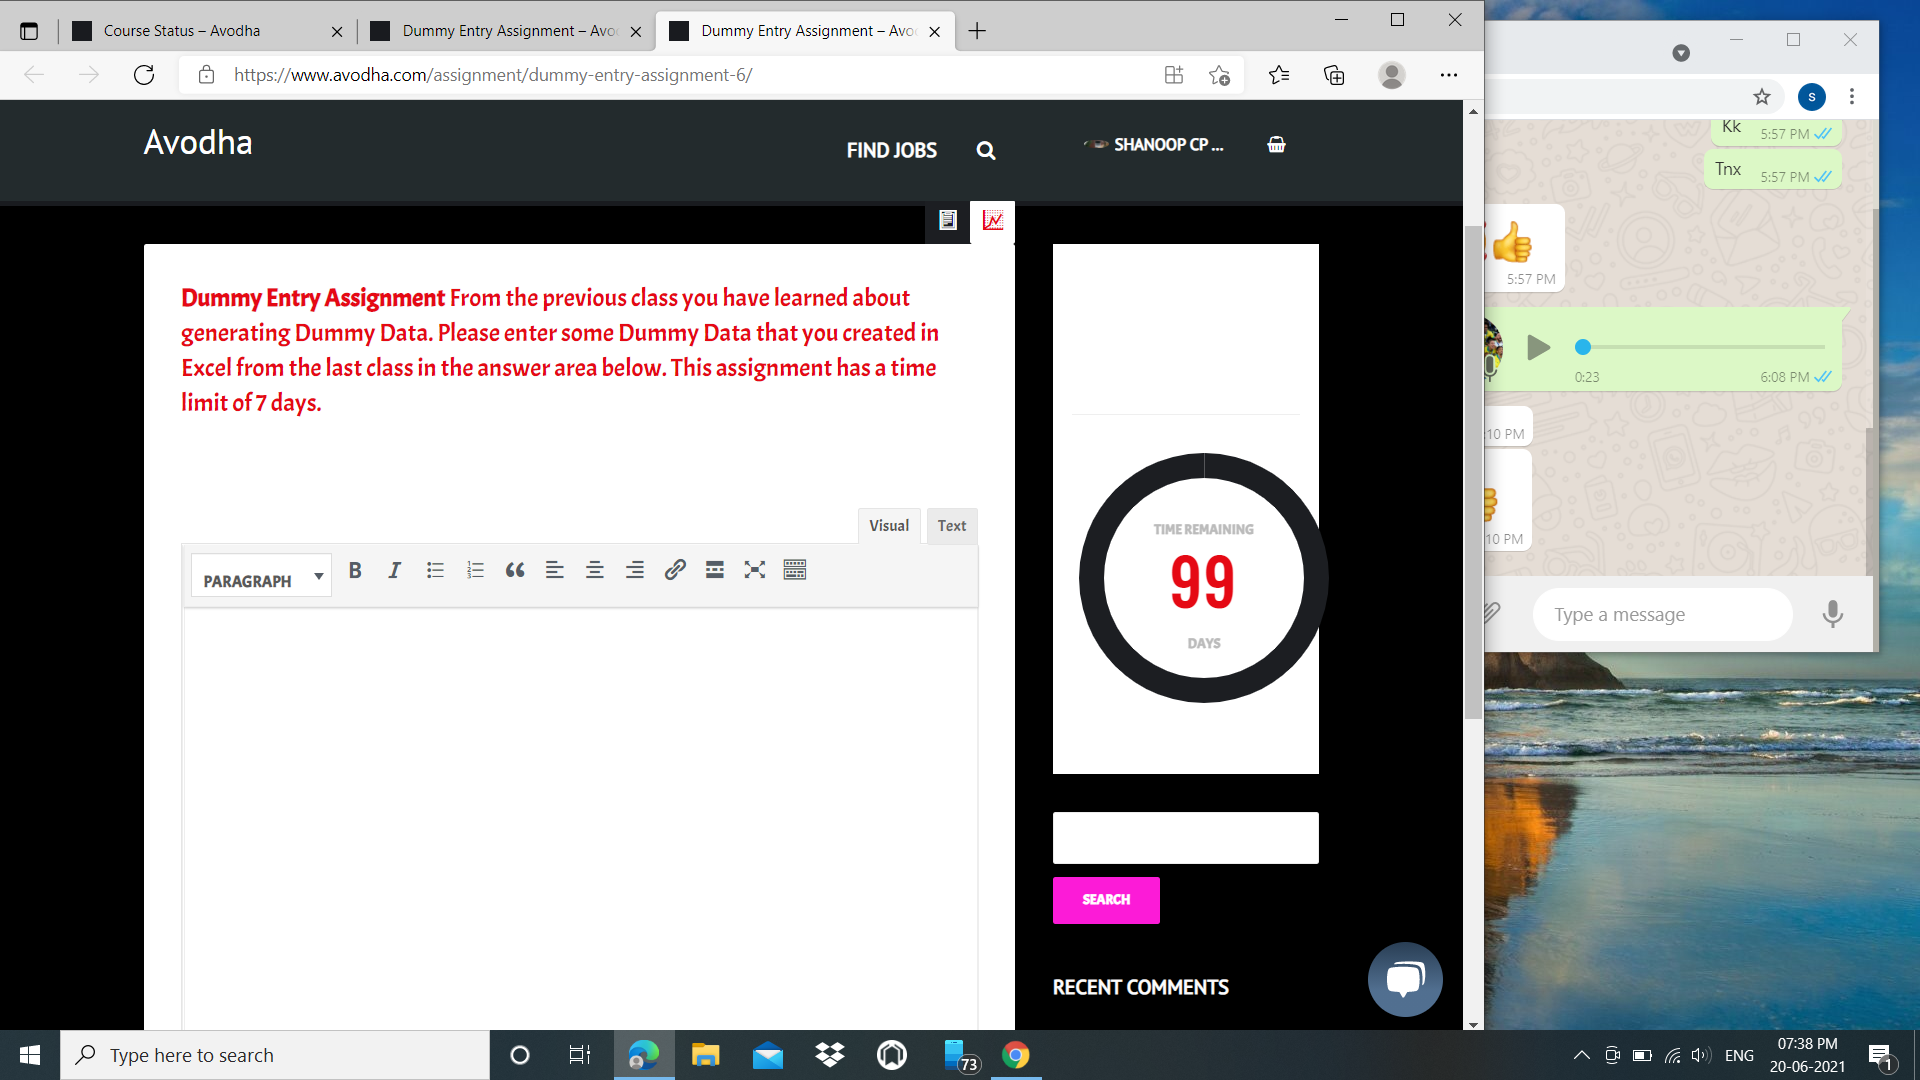 Course Status – Avodha
Dummy Entry Assignment – Avo
Dummy Entry Assignment – Avo
https://www.avodha.com/assignment/dummy-entry-assignment-6/
Avodha
FIND JOBS
SHANOOP CP ...
Dummy Entry Assignment From the previous class you have learned about
generating Dummy Data. Please enter some Dummy Data that you created in
Excel from the last class in the answer area below. This assignment has a time
limit of 7 days.
Visual
Text
PARAGRAPH
TIME REMAINING
99
DAYS
SEARCH
RECENT COMMENTS
S
Kk
5:57 PM
Tnx
5:57 PM
5:57 PM
0:23
6:08 PM
:10 PM
10 PM
Type a message
Type here to search
73
ENG
07:38 PM
20-06-2021
1